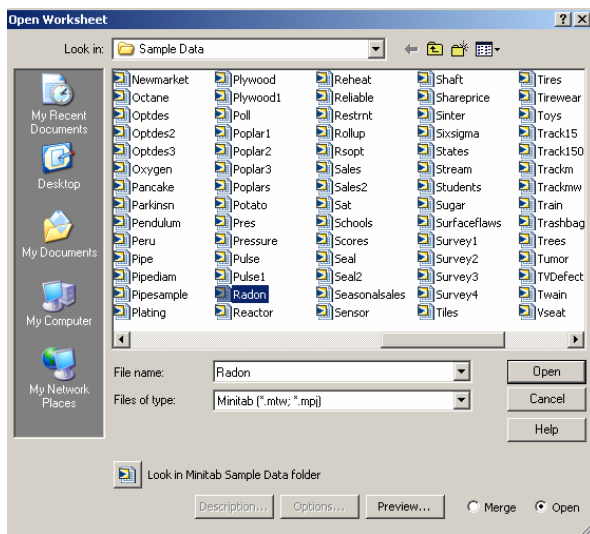 Open Worksheet
Look in: Sample Data
My Recent Documents
Desktop
My Documents
My Computer
My Network Places
Newmarket Plywood Reheat Shaft Tires
Octane Plywood1 Reliable Shareprice Tirewear
Optdes Poll Restrnt Sinter Toys
Optdes2 Poplar1 Rollup Sixsigma Track15
Optdes3 Poplar2 Rsopt States Track150
Oxygen Poplar3 Sales Stream Trackm
Pancake Poplars Sales2 Students Trackmw
Parkinsn Potato Sat Sugar Train
Pendulum Pres Schools Surfaceflaws Trashbag
Peru Pressure Scores Survey1 Trees
Pipe Pulse Seal Survey2 Tumor
Pipediam Pulse1 Seal2 Survey3 TVDefect
Pipesample Radon Seasonalsales Survey4 Twain
Plating Reactor Sensor Tiles Vseat
File name: Radon Open
Files of type: Minitab (*.mtw; *.mpj) Cancel
Help
Look in Minitab Sample Data folder
Description... Options... Preview... Merge Open